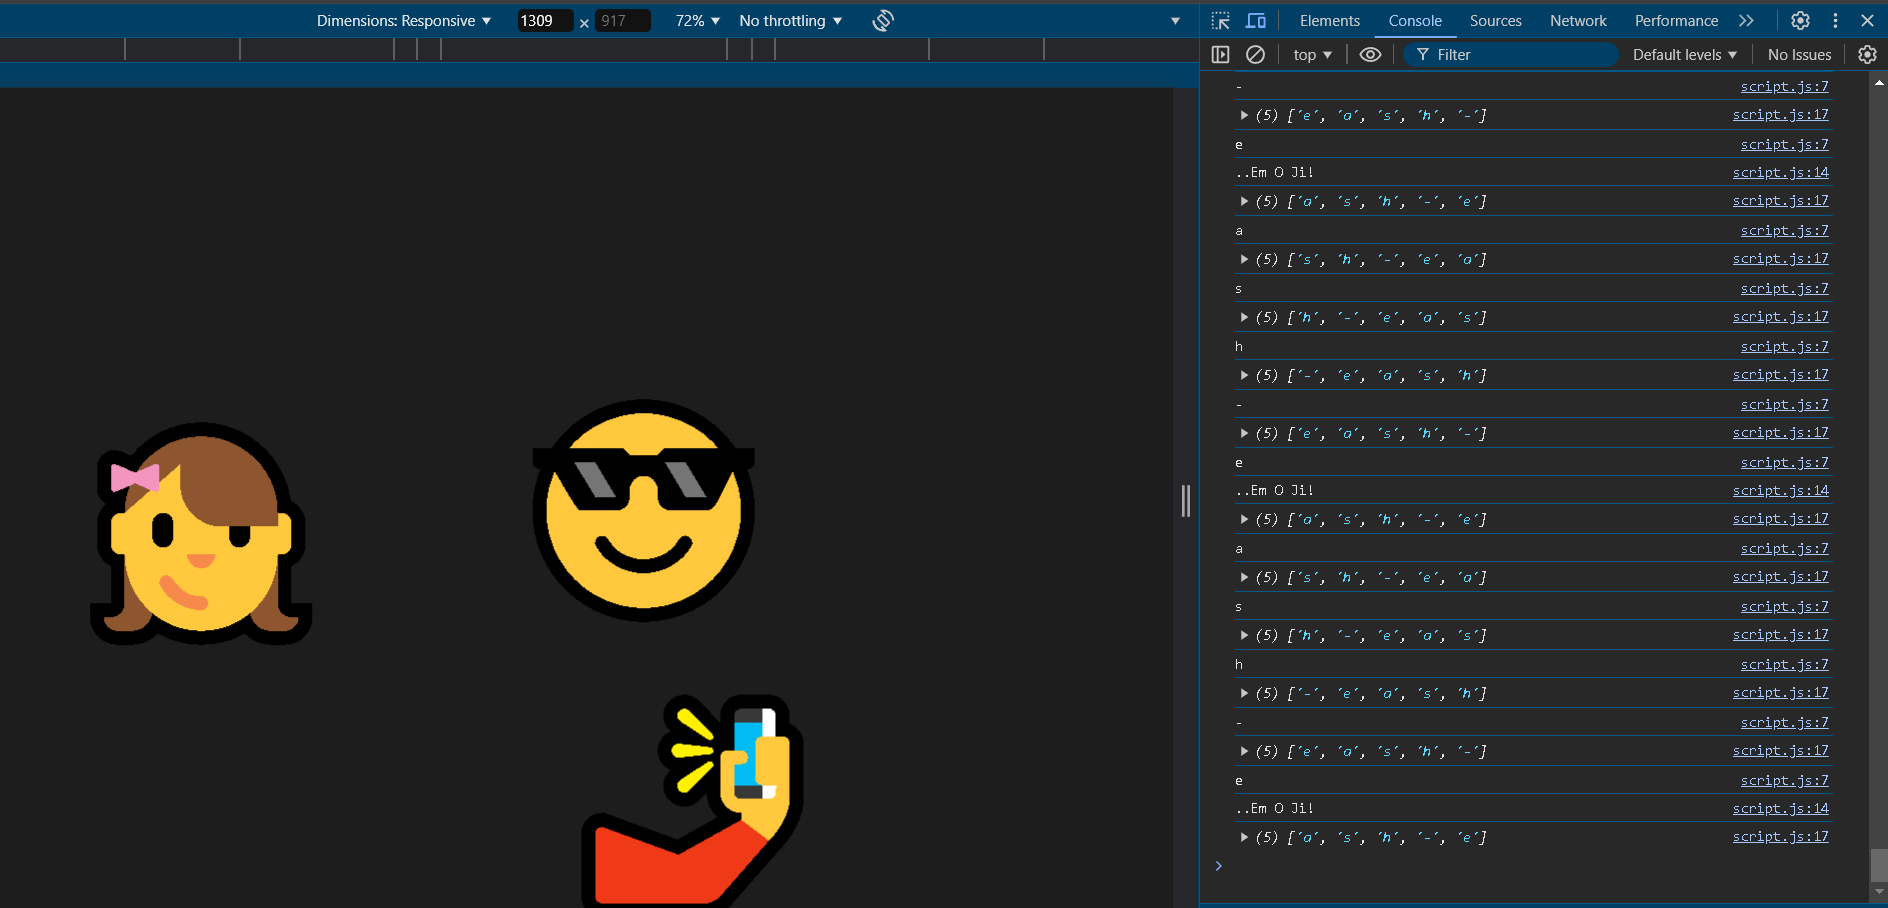 Dimensions: Responsive 1309 × 917 72% No throttling
Elements Console Sources Network Performance
top Filter Default levels No Issues
- script.js:7
(5) ['e', 'a', 's', 'h', '-'] script.js:17
e script.js:7
..Em O Ji! script.js:14
(5) ['a', 's', 'h', '-', 'e'] script.js:17
a script.js:7
(5) ['s', 'h', '-', 'e', 'a'] script.js:17
s script.js:7
(5) ['h', '-', 'e', 'a', 's'] script.js:17
h script.js:7
(5) ['-', 'e', 'a', 's', 'h'] script.js:17
- script.js:7
(5) ['e', 'a', 's', 'h', '-'] script.js:17
e script.js:7
..Em O Ji! script.js:14
(5) ['a', 's', 'h', '-', 'e'] script.js:17
a script.js:7
(5) ['s', 'h', '-', 'e', 'a'] script.js:17
s script.js:7
(5) ['h', '-', 'e', 'a', 's'] script.js:17
h script.js:7
(5) ['-', 'e', 'a', 's', 'h'] script.js:17
- script.js:7
(5) ['e', 'a', 's', 'h', '-'] script.js:17
e script.js:7
..Em O Ji! script.js:14
(5) ['a', 's', 'h', '-', 'e'] script.js:17